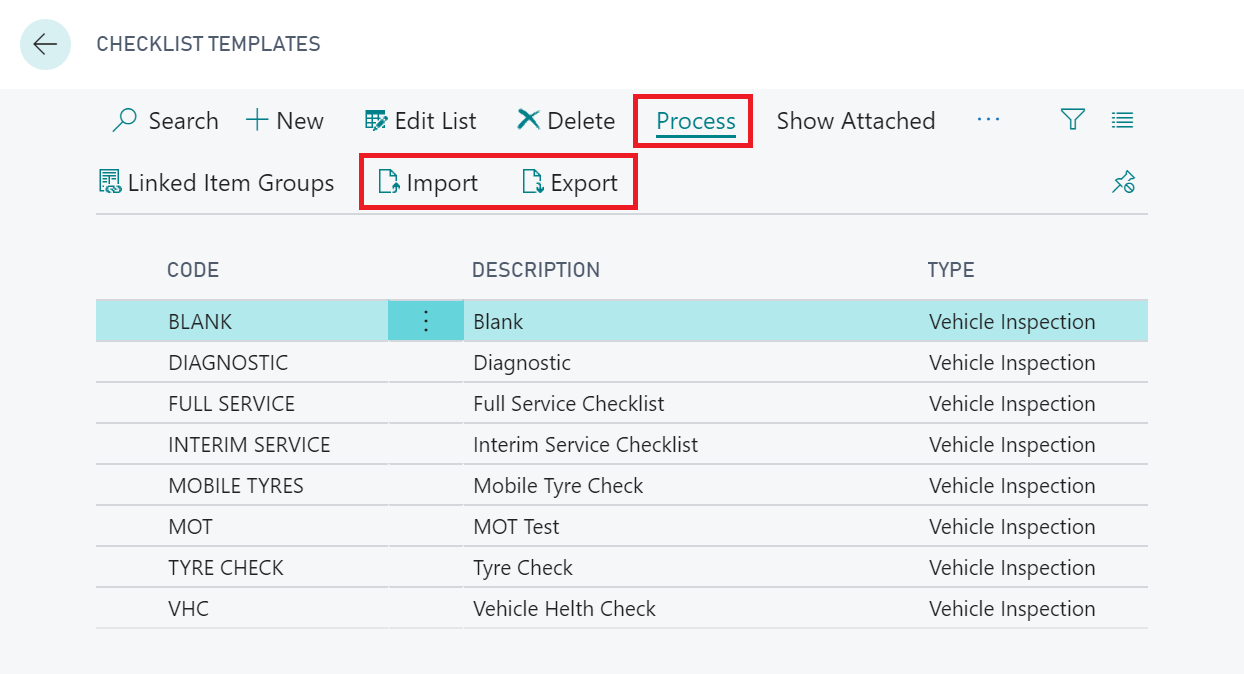 CHECKLIST TEMPLATES
Search New Edit List Delete Process Show Attached ...
Linked Item Groups Import Export
CODE DESCRIPTION TYPE
BLANK Blank Vehicle Inspection
DIAGNOSTIC Diagnostic Vehicle Inspection
FULL SERVICE Full Service Checklist Vehicle Inspection
INTERIM SERVICE Interim Service Checklist Vehicle Inspection
MOBILE TYRES Mobile Tyre Check Vehicle Inspection
MOT MOT Test Vehicle Inspection
TYRE CHECK Tyre Check Vehicle Inspection
VHC Vehicle Helth Check Vehicle Inspection